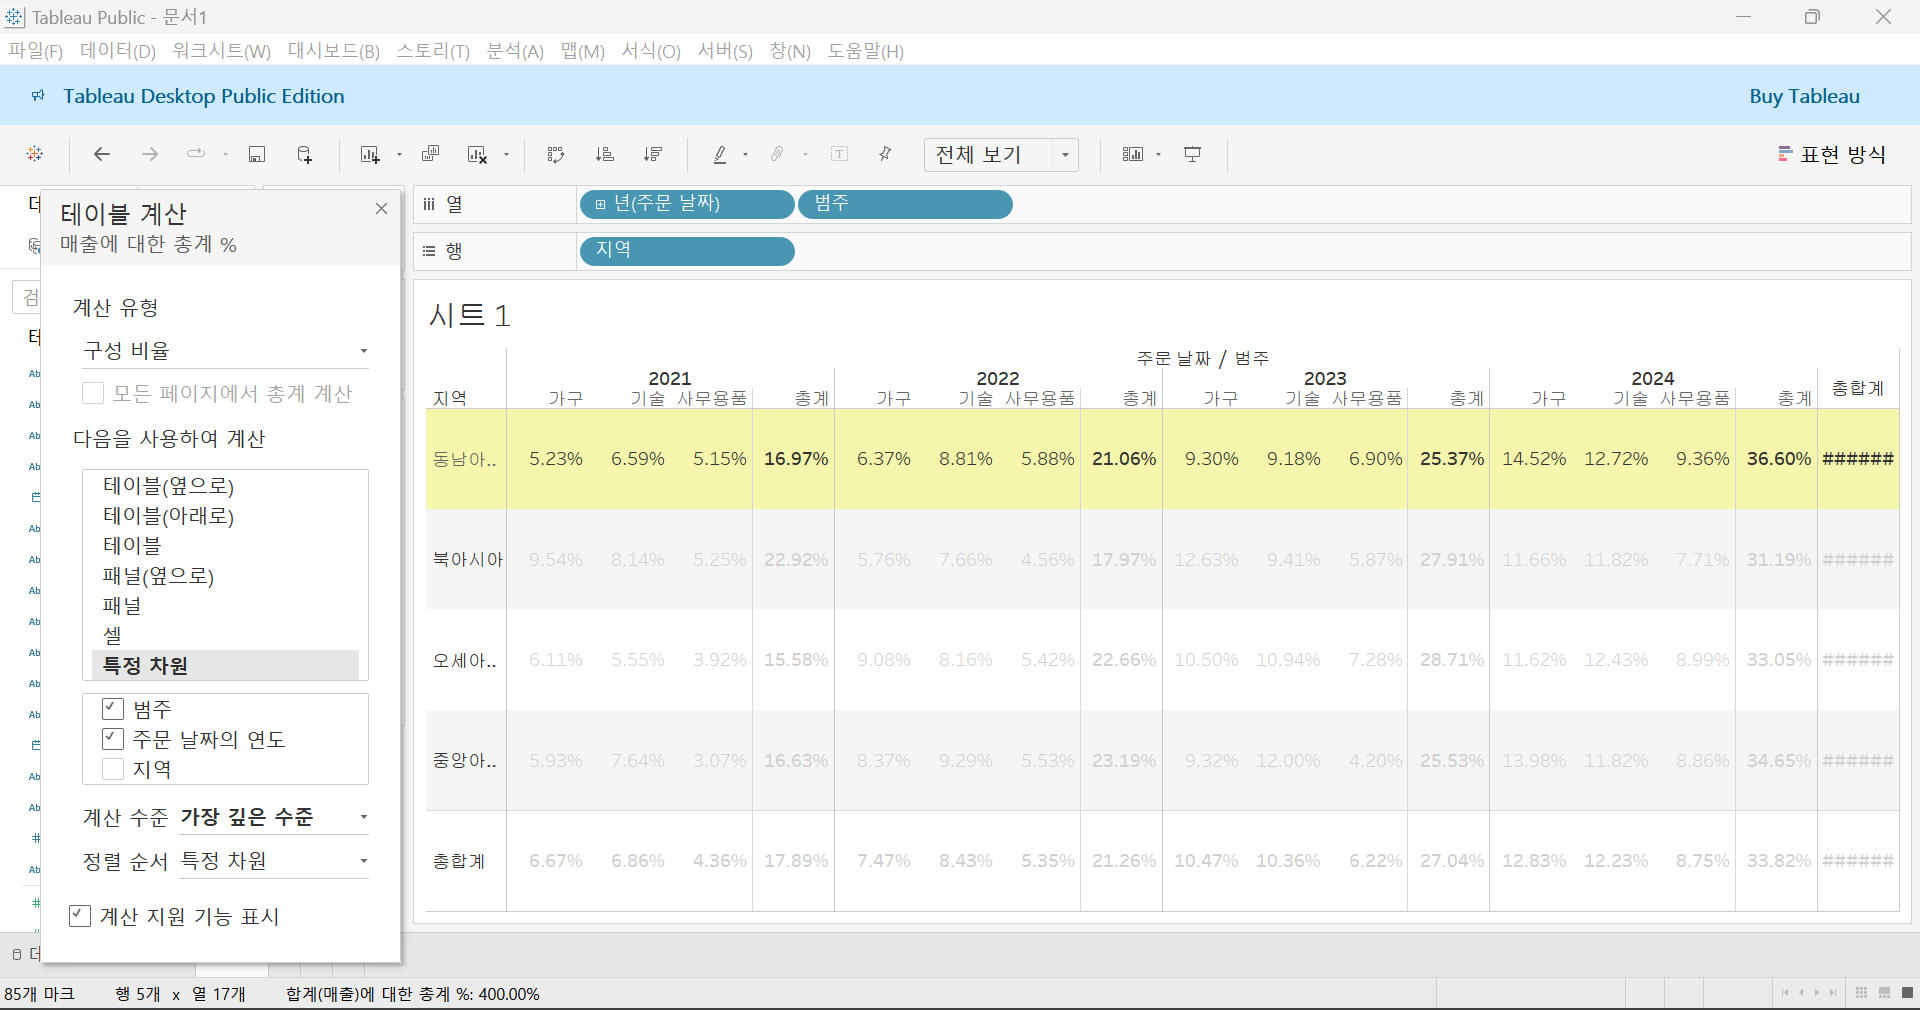 Tableau Public - 문서1
파일(F) 데이터(D) 워크시트(W) 대시보드(B) 스토리(T) 분석(A) 맵(M) 서식(O) 서버(S) 창(N) 도움말(H)
Tableau Desktop Public Edition
Buy Tableau
전체 보기
표현 방식
테이블 계산
매출에 대한 총계 %
계산 유형
구성 비율
모든 페이지에서 총계 계산
다음을 사용하여 계산
테이블(옆으로)
테이블(아래로)
테이블
패널(옆으로)
패널
셀
특정 차원
범주
주문 날짜의 연도
지역
계산 수준 가장 깊은 수준
정렬 순서 특정 차원
계산 지원 기능 표시
열 년(주문 날짜) 범주
행 지역
시트 1
주문 날짜 / 범주
2021 2022 2023 2024 총합계
지역 가구 기술 사무용품 총계 가구 기술 사무용품 총계 가구 기술 사무용품 총계 가구 기술 사무용품 총계
동남아.. 5.23% 6.59% 5.15% 16.97% 6.37% 8.81% 5.88% 21.06% 9.30% 9.18% 6.90% 25.37% 14.52% 12.72% 9.36% 36.60% ######
북아시아 9.54% 8.14% 5.25% 22.92% 5.76% 7.66% 4.56% 17.97% 12.63% 9.41% 5.87% 27.91% 11.66% 11.82% 7.71% 31.19% ######
오세아.. 6.11% 5.55% 3.92% 15.58% 9.08% 8.16% 5.42% 22.66% 10.50% 10.94% 7.28% 28.71% 11.62% 12.43% 8.99% 33.05% ######
중앙아.. 5.93% 7.64% 3.07% 16.63% 8.37% 9.29% 5.53% 23.19% 9.32% 12.00% 4.20% 25.53% 13.98% 11.82% 8.86% 34.65% ######
총합계 6.67% 6.86% 4.36% 17.89% 7.47% 8.43% 5.35% 21.26% 10.47% 10.36% 6.22% 27.04% 12.83% 12.23% 8.75% 33.82% ######
85개 마크 행 5개 x 열 17개 합계(매출)에 대한 총계 %: 400.00%